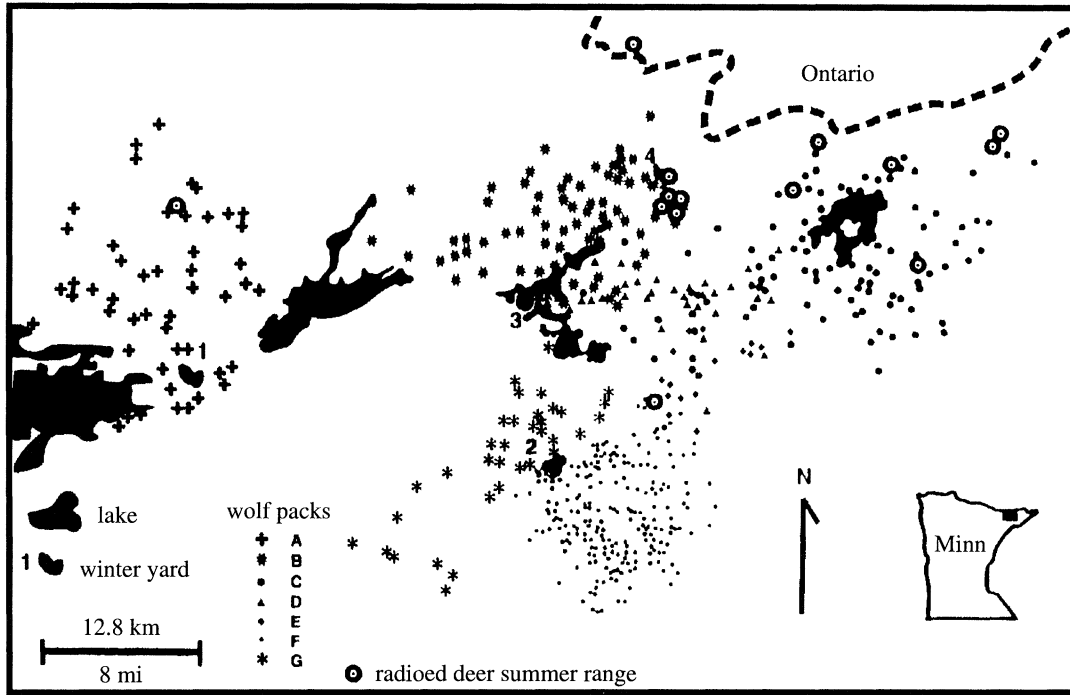 Ontario
4
1
3
2
N
lake
wolf packs
A
B
C
D
E
F
G
1 winter yard
12.8 km
8 mi
radioed deer summer range
Minn